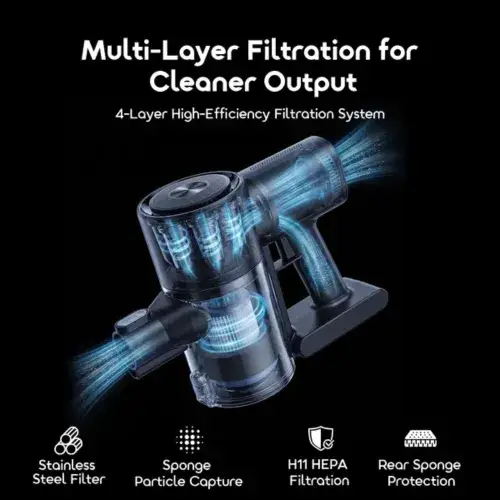 Multi-Layer Filtration for
Cleaner Output
4-Layer High-Efficiency Filtration System
Stainless
Steel Filter
Sponge
Particle Capture
H11 HEPA
Filtration
Rear Sponge
Protection